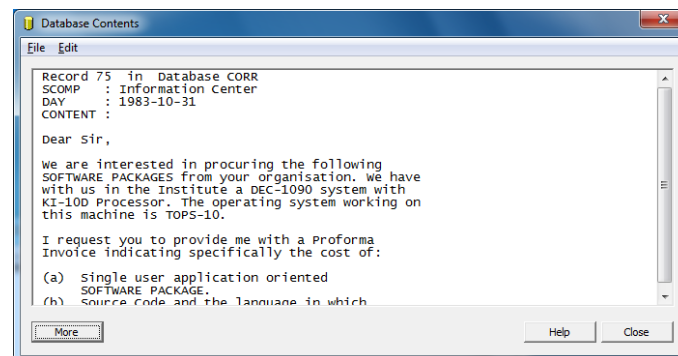 Database Contents
File Edit
Record 75 in Database CORR
SCOMP : Information Center
DAY : 1983-10-31
CONTENT :
Dear Sir,
We are interested in procuring the following
SOFTWARE PACKAGES from your organisation. We have
with us in the Institute a DEC-1090 system with
KI-10D Processor. The operating system working on
this machine is TOPS-10.
I request you to provide me with a Proforma
Invoice indicating specifically the cost of:
(a) Single user application oriented
SOFTWARE PACKAGE.
(b) Source Code and the language in which
More Help Close